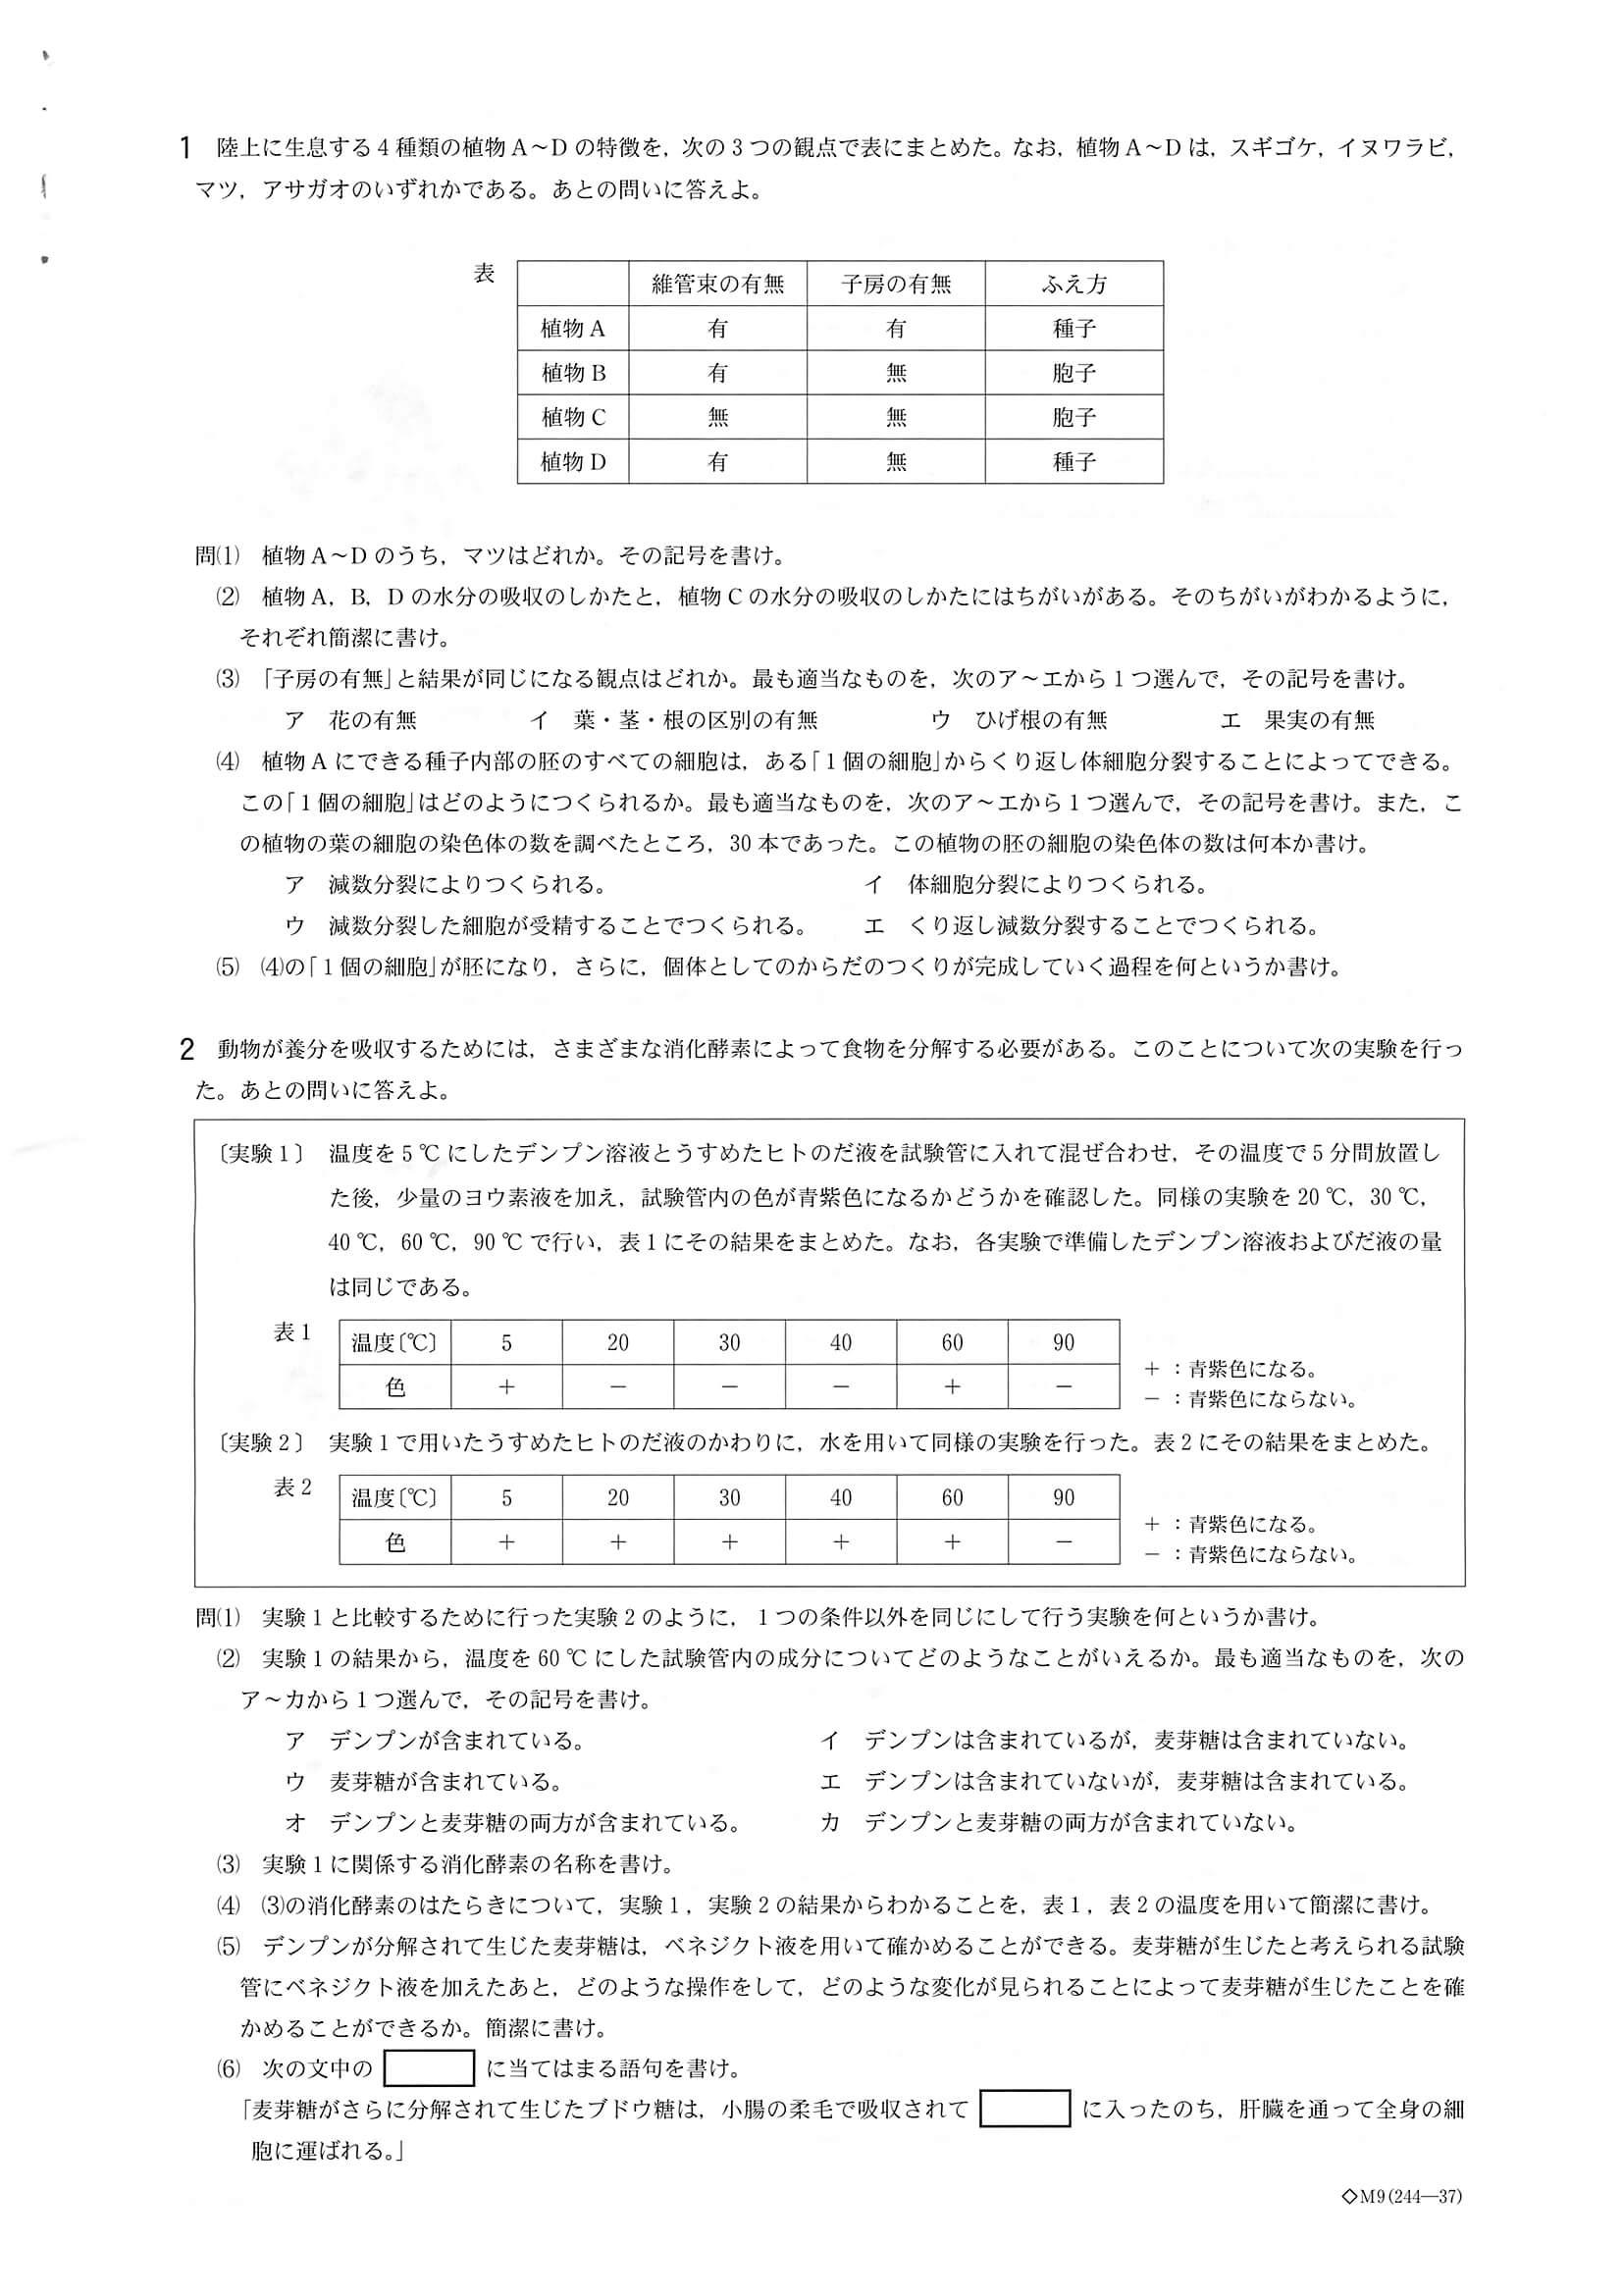 1 陸上に生息する4種類の植物A~Dの特徴を，次の3つの観点で表にまとめた。なお，植物A~Dは，スギゴケ，イヌワラビ，
マツ，アサガオのいずれかである。あとの問いに答えよ。
表
維管束の有無 子房の有無 ふえ方
植物A 有 有 種子
植物B 有 無 胞子
植物C 無 無 胞子
植物D 有 無 種子
問⑴ 植物A~Dのうち，マツはどれか。その記号を書け。
⑵ 植物A，B，Dの水分の吸収のしかたと，植物Cの水分の吸収のしかたにはちがいがある。そのちがいがわかるように，
それぞれ簡潔に書け。
⑶ 「子房の有無」と結果が同じになる観点はどれか。最も適当なものを，次のア~エから1つ選んで，その記号を書け。
ア 花の有無 イ 葉・茎・根の区別の有無 ウ ひげ根の有無 エ 果実の有無
⑷ 植物Aにできる種子内部の胚のすべての細胞は，ある「1個の細胞」からくり返し体細胞分裂することによってできる。
この「1個の細胞」はどのようにつくられるか。最も適当なものを，次のア~エから1つ選んで，その記号を書け。また，こ
の植物の葉の細胞の染色体の数を調べたところ，30本であった。この植物の胚の細胞の染色体の数は何本か書け。
ア 減数分裂によりつくられる。 イ 体細胞分裂によりつくられる。
ウ 減数分裂した細胞が受精することでつくられる。 エ くり返し減数分裂することでつくられる。
⑸ ⑷の「1個の細胞」が胚になり，さらに，個体としてのからだのつくりが完成していく過程を何というか書け。
2 動物が養分を吸収するためには，さまざまな消化酵素によって食物を分解する必要がある。このことについて次の実験を行っ
た。あとの問いに答えよ。
〔実験1〕 温度を5℃にしたデンプン溶液とうすめたヒトのだ液を試験管に入れて混ぜ合わせ，その温度で5分間放置し
た後，少量のヨウ素液を加え，試験管内の色が青紫色になるかどうかを確認した。同様の実験を20℃，30℃，
40℃，60℃，90℃で行い，表1にその結果をまとめた。なお，各実験で準備したデンプン溶液およびだ液の量
は同じである。
表1
温度〔℃〕 5 20 30 40 60 90
色 + − − − + −
+ ：青紫色になる。
− ：青紫色にならない。
〔実験2〕 実験1で用いたうすめたヒトのだ液のかわりに，水を用いて同様の実験を行った。表2にその結果をまとめた。
表2
温度〔℃〕 5 20 30 40 60 90
色 + + + + + −
+ ：青紫色になる。
− ：青紫色にならない。
問⑴ 実験1と比較するために行った実験2のように，1つの条件以外を同じにして行う実験を何というか書け。
⑵ 実験1の結果から，温度を60℃にした試験管内の成分についてどのようなことがいえるか。最も適当なものを，次の
ア~カから1つ選んで，その記号を書け。
ア デンプンが含まれている。 イ デンプンは含まれているが，麦芽糖は含まれていない。
ウ 麦芽糖が含まれている。 エ デンプンは含まれていないが，麦芽糖は含まれている。
オ デンプンと麦芽糖の両方が含まれている。 カ デンプンと麦芽糖の両方が含まれていない。
⑶ 実験1に関係する消化酵素の名称を書け。
⑷ ⑶の消化酵素のはたらきについて，実験1，実験2の結果からわかることを，表1，表2の温度を用いて簡潔に書け。
⑸ デンプンが分解されて生じた麦芽糖は，ベネジクト液を用いて確かめることができる。麦芽糖が生じたと考えられる試験
管にベネジクト液を加えたあと，どのような操作をして，どのような変化が見られることによって麦芽糖が生じたことを確
かめることができるか。簡潔に書け。
⑹ 次の文中の に当てはまる語句を書け。
「麦芽糖がさらに分解されて生じたブドウ糖は，小腸の柔毛で吸収されて に入ったのち，肝臓を通って全身の細
胞に運ばれる。」
◇M9(244―37)